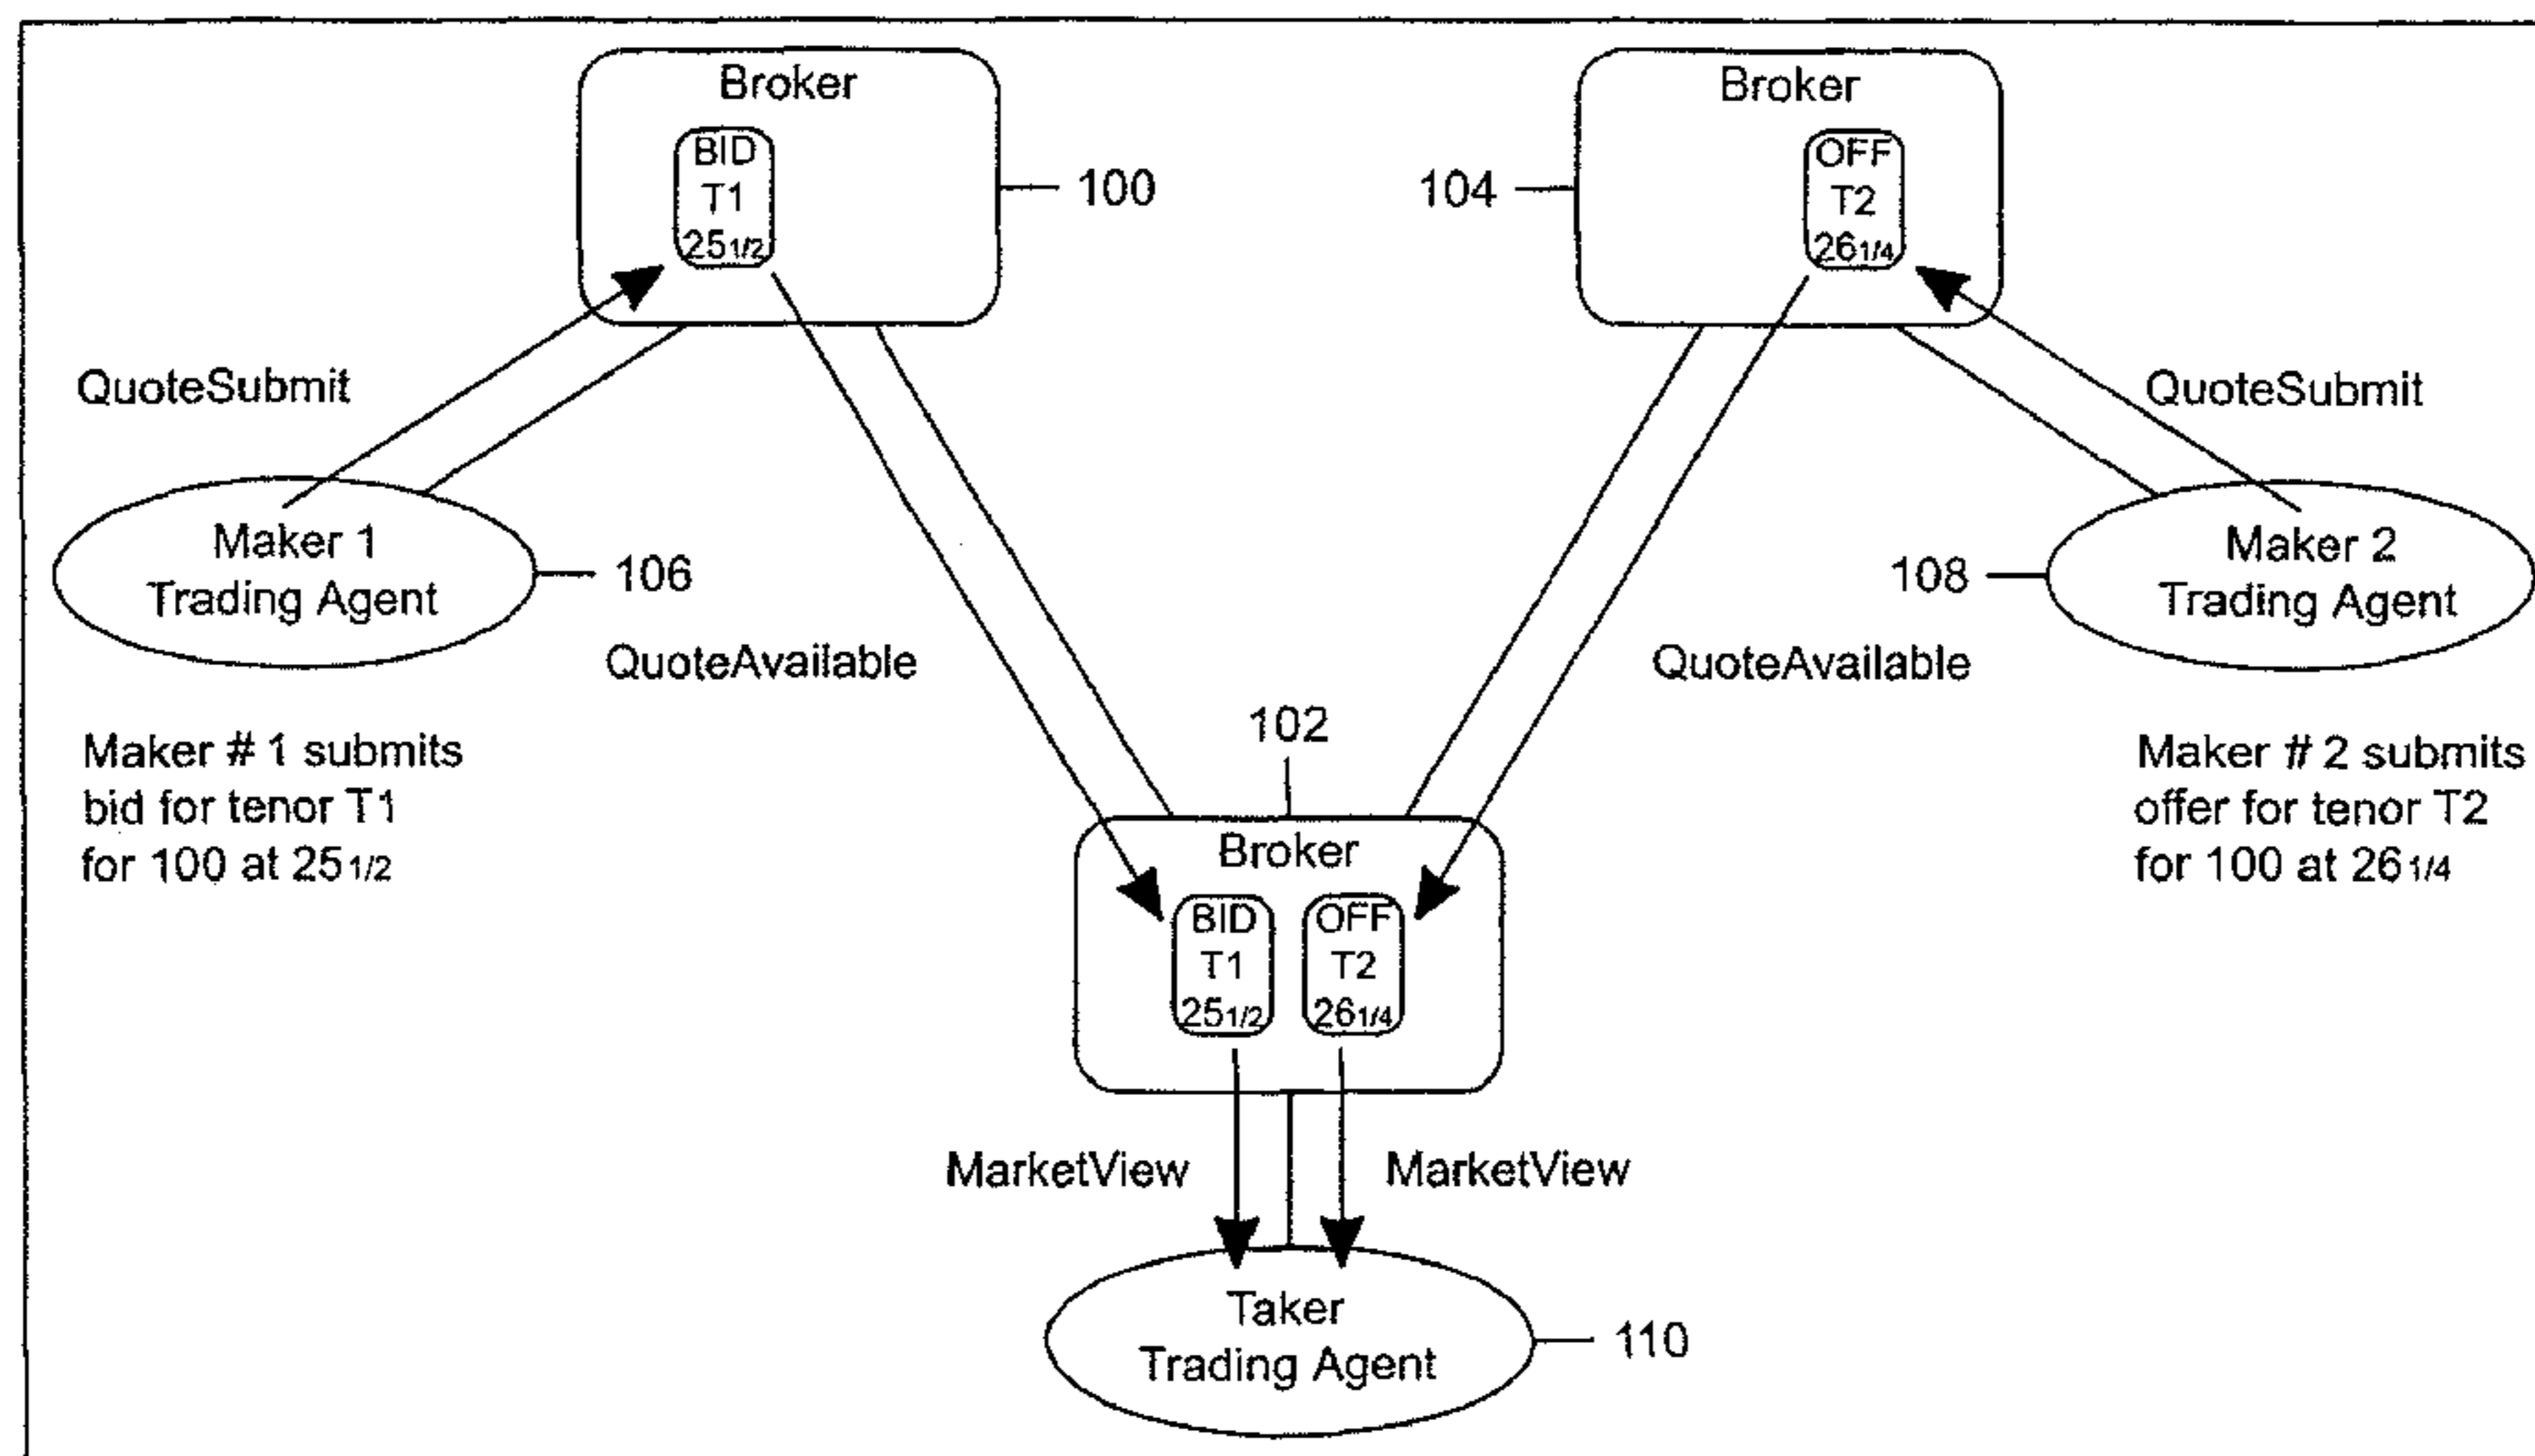 Broker
BID
T1
25 1/2
100
Broker
OFF
T2
26 1/4
104
QuoteSubmit
QuoteSubmit
Maker 1
Trading Agent
106
Maker 2
Trading Agent
108
QuoteAvailable
QuoteAvailable
Maker # 1 submits
bid for tenor T1
for 100 at 25 1/2
102
Maker # 2 submits
offer for tenor T2
for 100 at 26 1/4
Broker
BID
T1
25 1/2
OFF
T2
26 1/4
MarketView
MarketView
Taker
Trading Agent
110